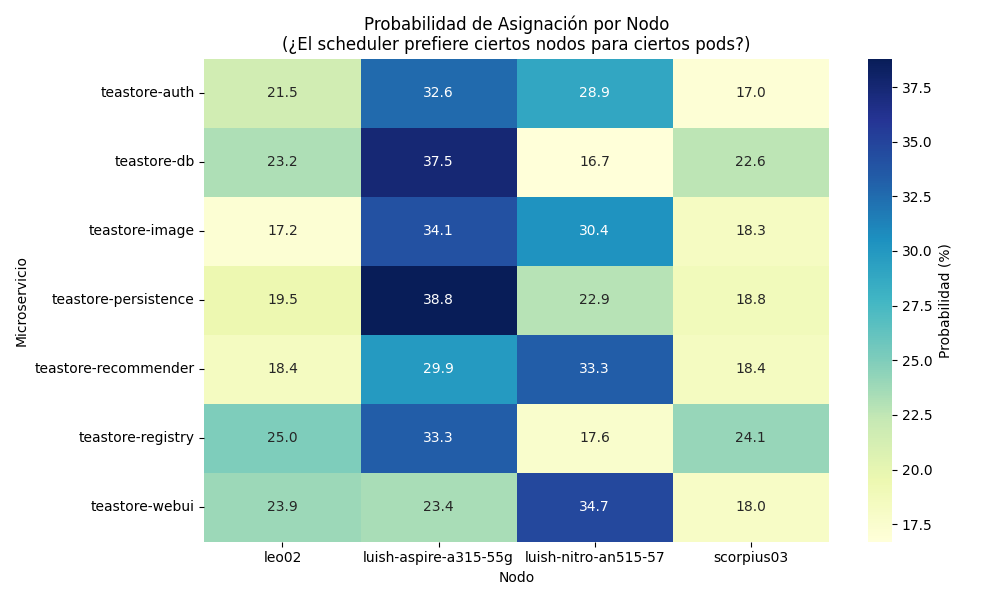 Probabilidad de Asignación por Nodo
(¿El scheduler prefiere ciertos nodos para ciertos pods?)
teastore-auth 21.5 32.6 28.9 17.0
teastore-db 23.2 37.5 16.7 22.6
teastore-image 17.2 34.1 30.4 18.3
teastore-persistence 19.5 38.8 22.9 18.8
teastore-recommender 18.4 29.9 33.3 18.4
teastore-registry 25.0 33.3 17.6 24.1
teastore-webui 23.9 23.4 34.7 18.0
leo02 luish-aspire-a315-55g luish-nitro-an515-57 scorpius03
Nodo
Microservicio
37.5
35.0
32.5
30.0
27.5
25.0
22.5
20.0
17.5
Probabilidad (%)